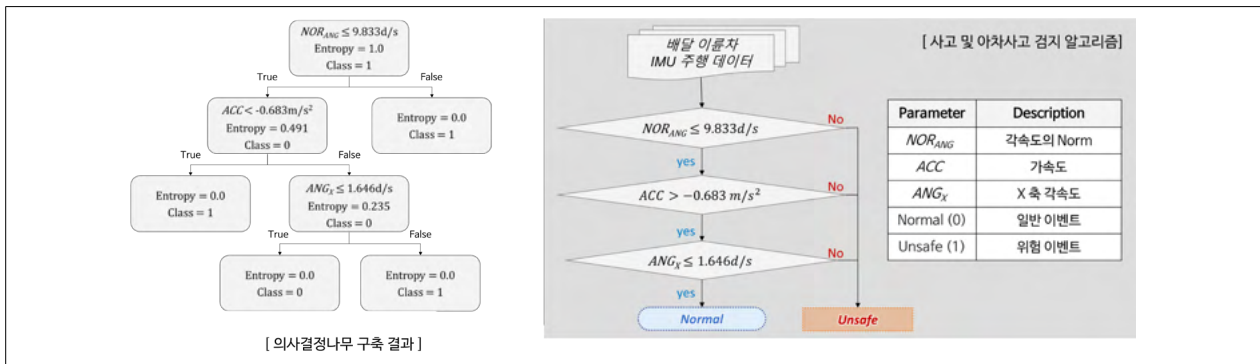 NOR_ANG ≤ 9.833d/s
Entropy = 1.0
Class = 1
True
False
ACC < -0.683m/s²
Entropy = 0.491
Class = 0
Entropy = 0.0
Class = 1
True
False
Entropy = 0.0
Class = 1
ANG_X ≤ 1.646d/s
Entropy = 0.235
Class = 0
True
False
Entropy = 0.0
Class = 0
Entropy = 0.0
Class = 1
[ 의사결정나무 구축 결과 ]
[ 사고 및 아차사고 검지 알고리즘]
배달 이륜차
IMU 주행 데이터
NOR_ANG ≤ 9.833d/s
No
yes
ACC > −0.683 m/s²
No
yes
ANG_X ≤ 1.646d/s
No
yes
Normal
Unsafe
Parameter Description
NOR_ANG 각속도의 Norm
ACC 가속도
ANG_X X 축 각속도
Normal (0) 일반 이벤트
Unsafe (1) 위험 이벤트